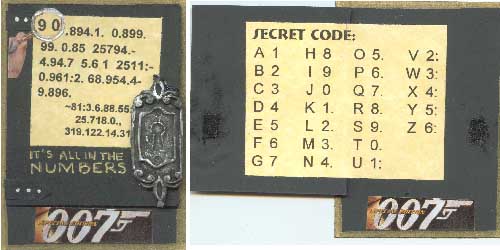 90
.894.1. 0.899.
99. 0.85 25794.-
4.94.7 5.6 1 2511:-
0.961:2. 68.954.4-
9.896.
~81:3.6.88.55
25.718.0.,
319.122.14.31
IT'S ALL IN THE
NUMBERS
007
SECRET CODE:
A 1 H 8 O 5. V 2:
B 2 I 9 P 6. W 3:
C 3 J 0 Q 7. X 4:
D 4 K 1. R 8. Y 5:
E 5 L 2. S 9. Z 6:
F 6 M 3. T 0.
G 7 N 4. U 1:
007